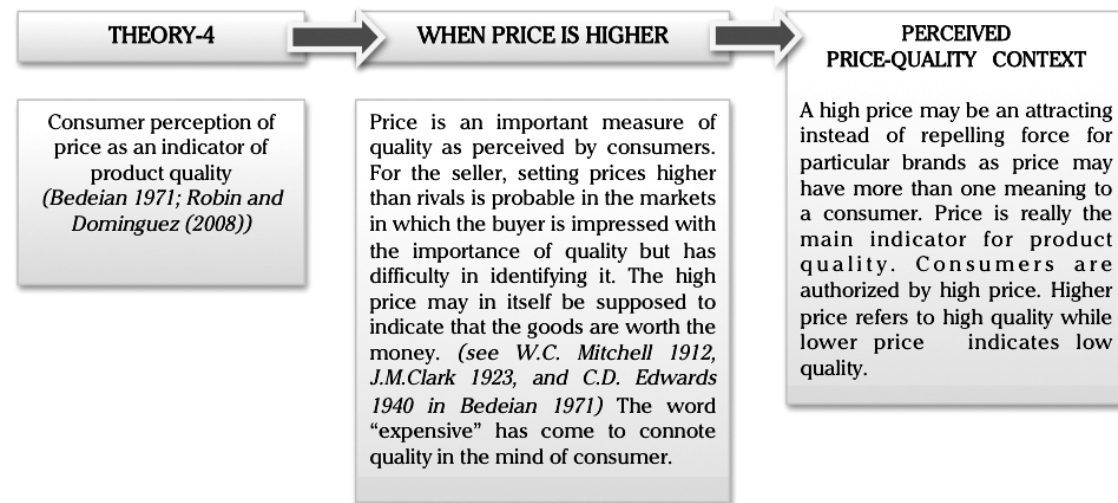 THEORY-4
WHEN PRICE IS HIGHER
PERCEIVED
PRICE-QUALITY CONTEXT
Consumer perception of
price as an indicator of
product quality
(Bedeian 1971; Robin and
Dominguez (2008))
Price is an important measure of
quality as perceived by consumers.
For the seller, setting prices higher
than rivals is probable in the markets
in which the buyer is impressed with
the importance of quality but has
difficulty in identifying it. The high
price may in itself be supposed to
indicate that the goods are worth the
money. (see W.C. Mitchell 1912,
J.M.Clark 1923, and C.D. Edwards
1940 in Bedeian 1971) The word
“expensive” has come to connote
quality in the mind of consumer.
A high price may be an attracting
instead of repelling force for
particular brands as price may
have more than one meaning to
a consumer. Price is really the
main indicator for product
quality. Consumers are
authorized by high price. Higher
price refers to high quality while
lower price indicates low
quality.